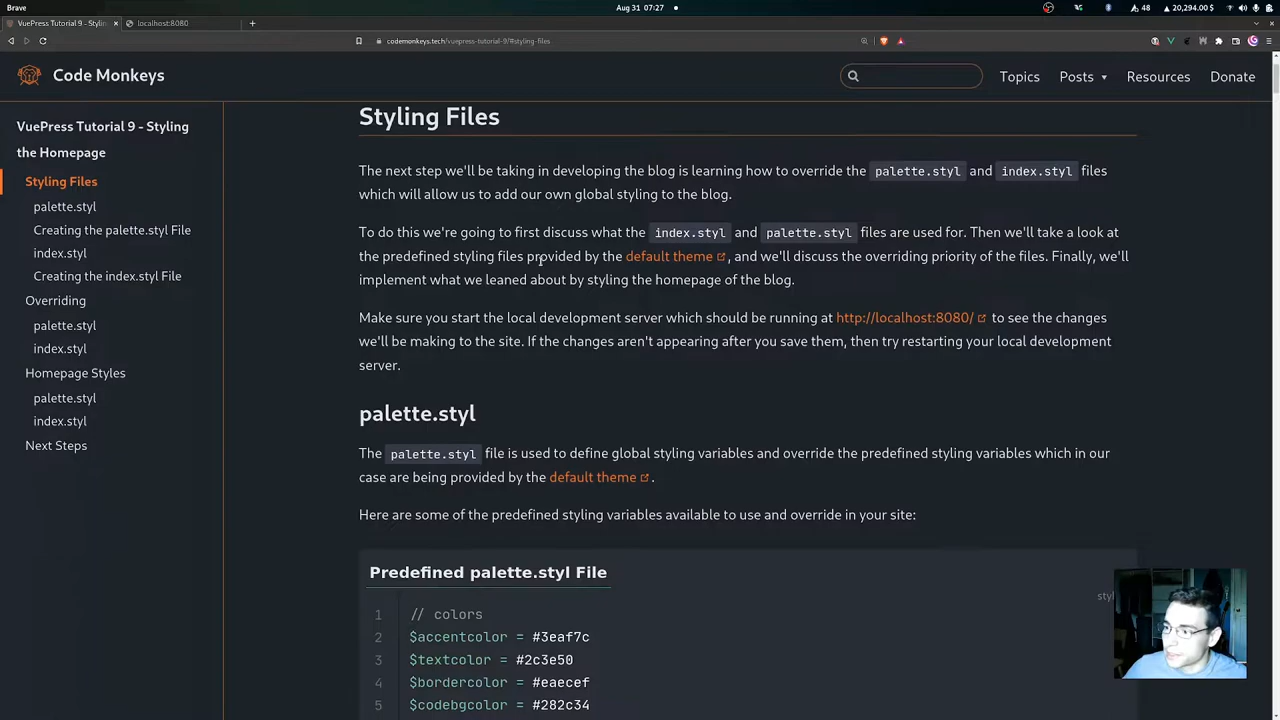 Brave
Aug 31 07:27
48
20,294.00 $
VuePress Tutorial 9 - Stylin
localhost:8080
codemonkeys.tech/vuepress-tutorial-9/#styling-files
Code Monkeys
Topics
Posts
Resources
Donate
VuePress Tutorial 9 - Styling
the Homepage
Styling Files
palette.styl
Creating the palette.styl File
index.styl
Creating the index.styl File
Overriding
palette.styl
index.styl
Homepage Styles
palette.styl
index.styl
Next Steps
Styling Files
The next step we'll be taking in developing the blog is learning how to override the palette.styl and index.styl files
which will allow us to add our own global styling to the blog.
To do this we're going to first discuss what the index.styl and palette.styl files are used for. Then we'll take a look at
the predefined styling files provided by the default theme , and we'll discuss the overriding priority of the files. Finally, we'll
implement what we leaned about by styling the homepage of the blog.
Make sure you start the local development server which should be running at http://localhost:8080/ to see the changes
we'll be making to the site. If the changes aren't appearing after you save them, then try restarting your local development
server.
palette.styl
The palette.styl file is used to define global styling variables and override the predefined styling variables which in our
case are being provided by the default theme .
Here are some of the predefined styling variables available to use and override in your site:
Predefined palette.styl File
styl
1 // colors
2 $accentcolor = #3eaf7c
3 $textcolor = #2c3e50
4 $bordercolor = #eaecef
5 $codebgcolor = #282c34